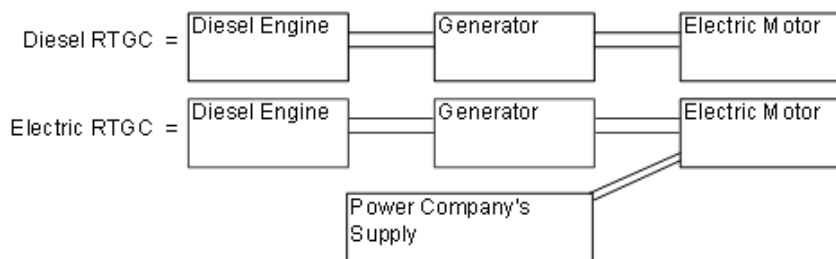 Diesel RTGC = Diesel Engine Generator Electric Motor
Electric RTGC = Diesel Engine Generator Electric Motor
Power Company's
Supply